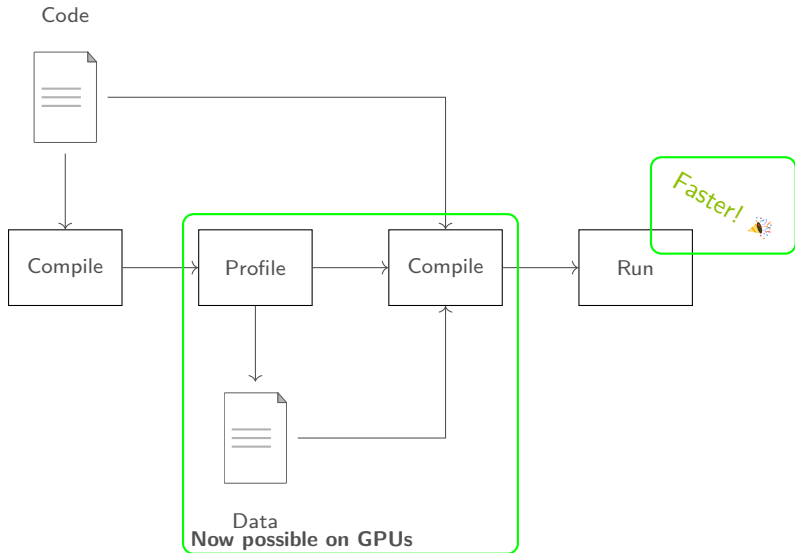 Code
Faster! 🎉
Compile
Profile
Compile
Run
Data
Now possible on GPUs